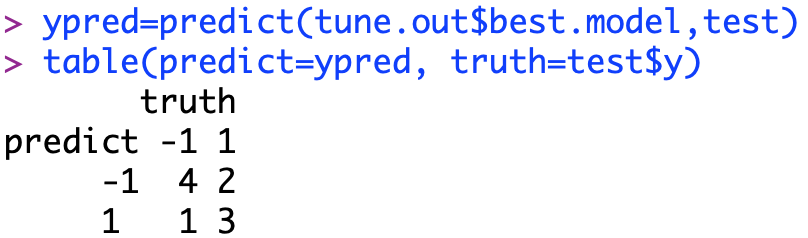 > ypred=predict(tune.out$best.model,test)
> table(predict=ypred, truth=test$y)
       truth
predict -1 1
     -1  4 2
     1   1 3